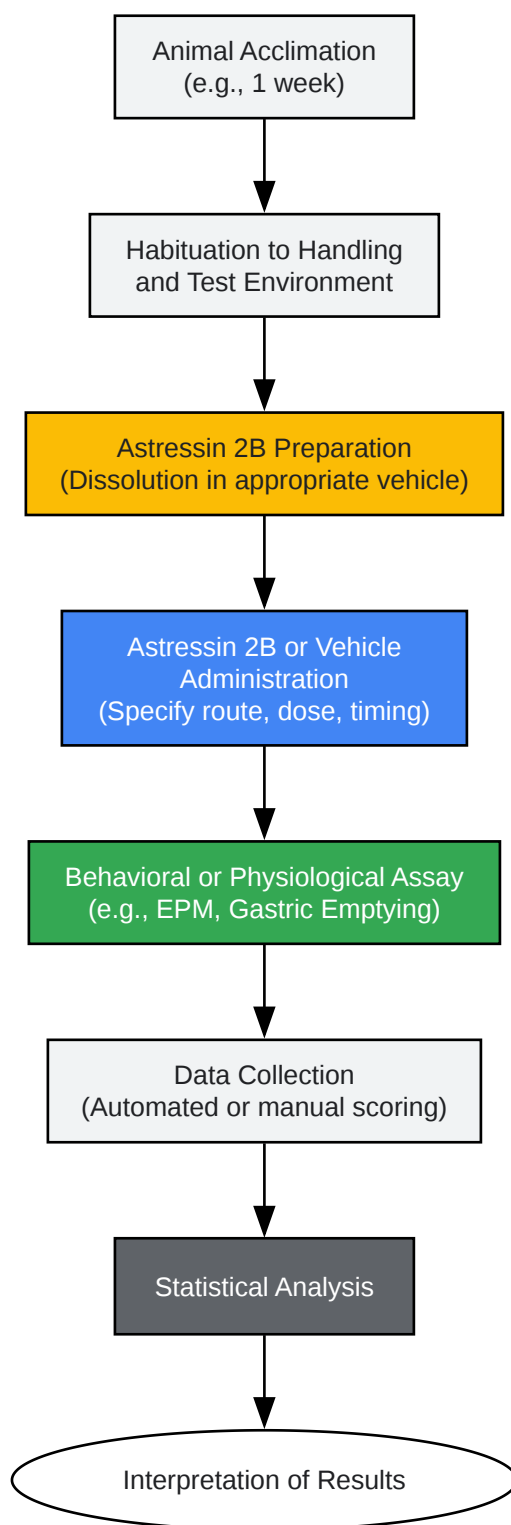 Animal Acclimation
(e.g., 1 week)
Habituation to Handling
and Test Environment
Astressin 2B Preparation
(Dissolution in appropriate vehicle)
Astressin 2B or Vehicle
Administration
(Specify route, dose, timing)
Behavioral or Physiological Assay
(e.g., EPM, Gastric Emptying)
Data Collection
(Automated or manual scoring)
Statistical Analysis
Interpretation of Results